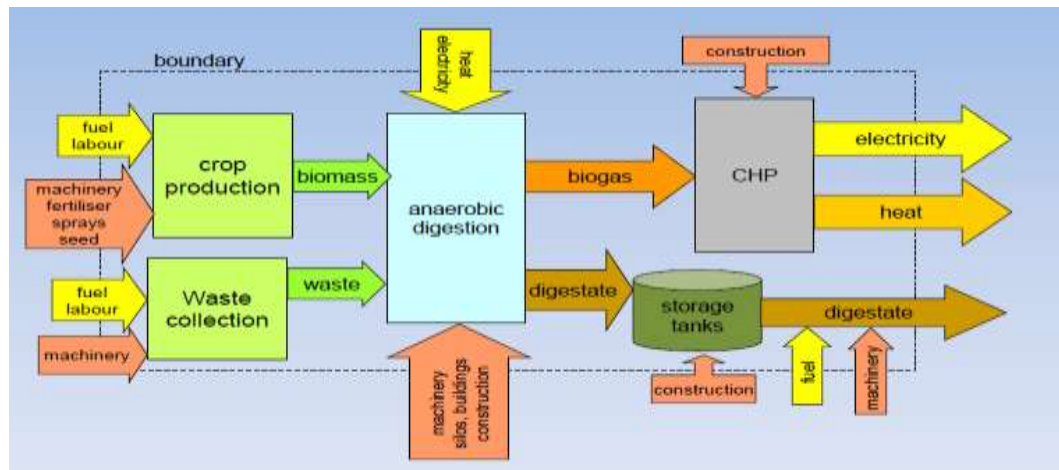 boundary
heat
electricity
construction
fuel
labour
crop
production
biomass
machinery
fertiliser
sprays
seed
anaerobic
digestion
biogas
CHP
electricity
heat
fuel
labour
Waste
collection
waste
machinery
digestate
storage
tanks
digestate
machinery
silos, buildings
construction
construction
fuel
machinery